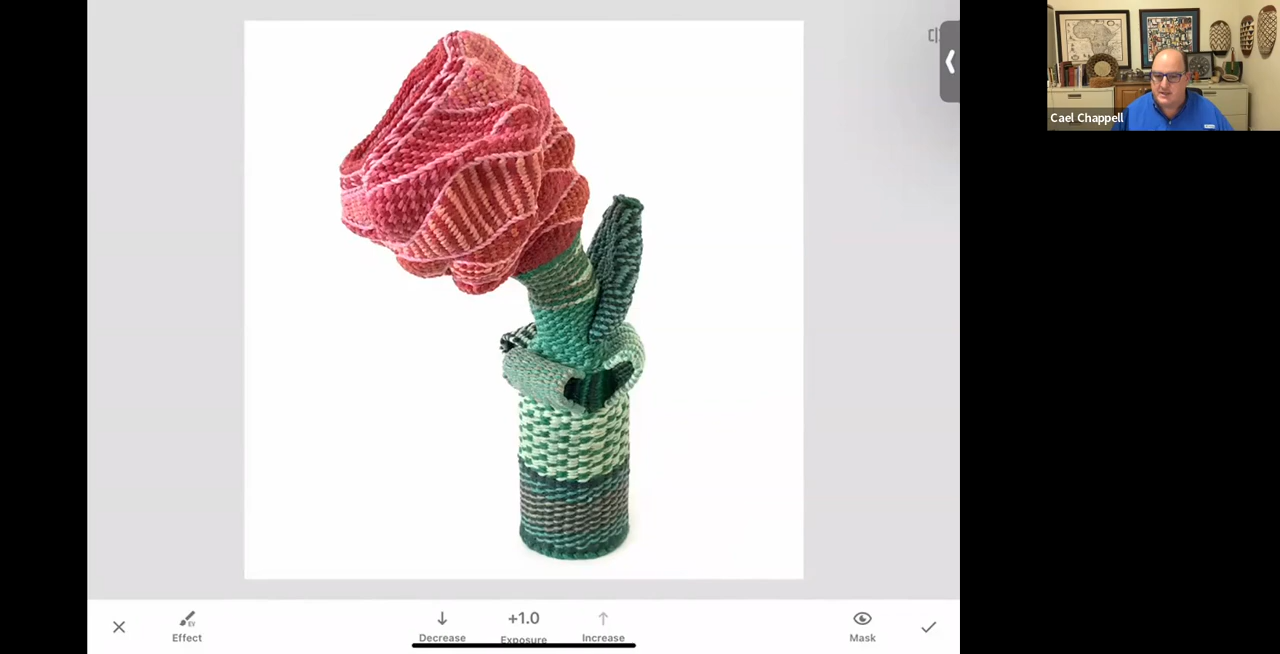 Cael Chappell
+1.0
Effect
Decrease
Exposure
Increase
Mask